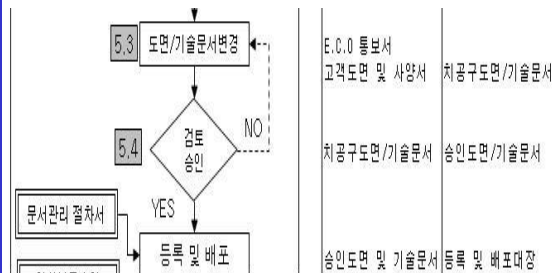 5.3
도면/기술문서변경
E.C.O 통보서
고객도면 및 사양서
치공구도면/기술문서
5.4
검토
승인
NO
치공구도면/기술문서
승인도면/기술문서
YES
문서관리 절차서
등록 및 배포
승인도면 및 기술문서
등록 및 배포대장